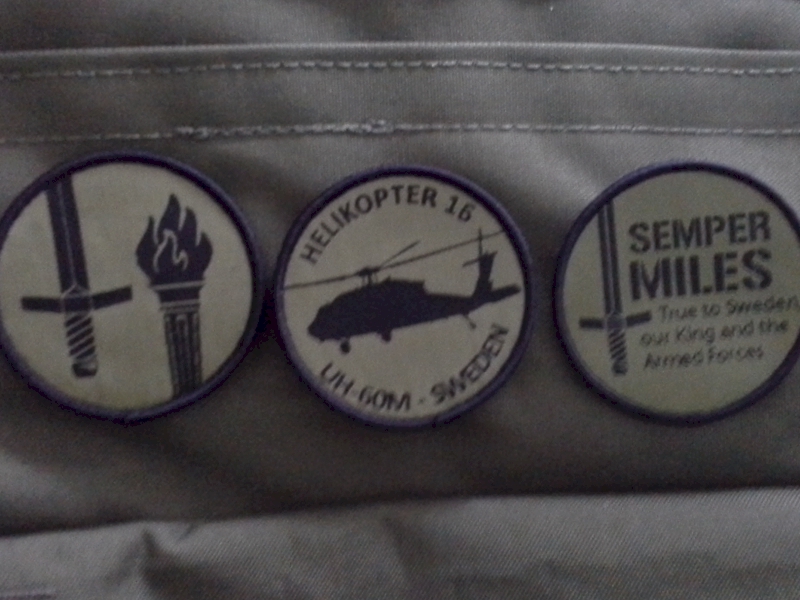 HELIKOPTER 16
UH-60M - SWEDEN
SEMPER
MILES
True to Sweden,
our King and the
Armed Forces